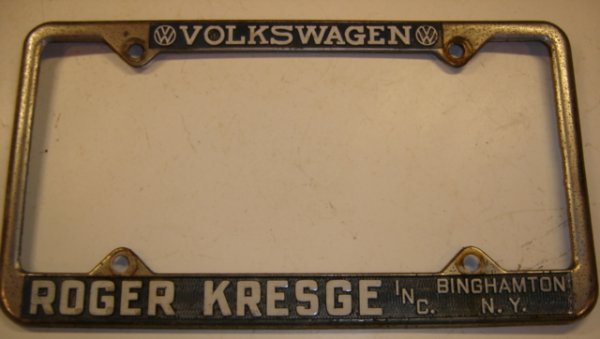 VOLKSWAGEN
ROGER KRESGE INC. BINGHAMTON
N.Y.